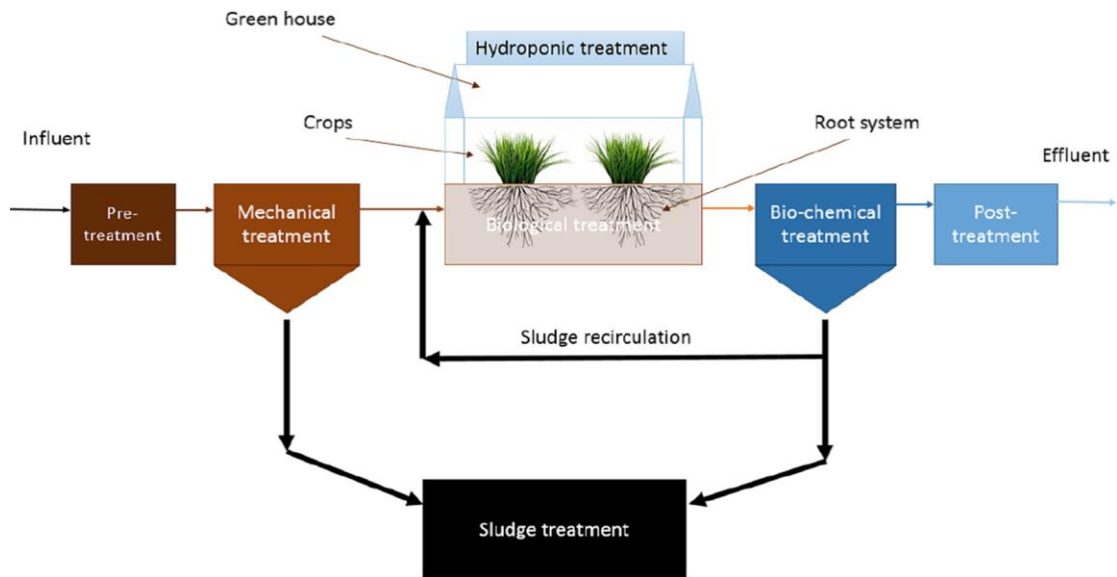 Green house
Hydroponic treatment
Crops
Root system
Influent
Effluent
Pre-
treatment
Mechanical
treatment
Biological treatment
Bio-chemical
treatment
Post-
treatment
Sludge recirculation
Sludge treatment